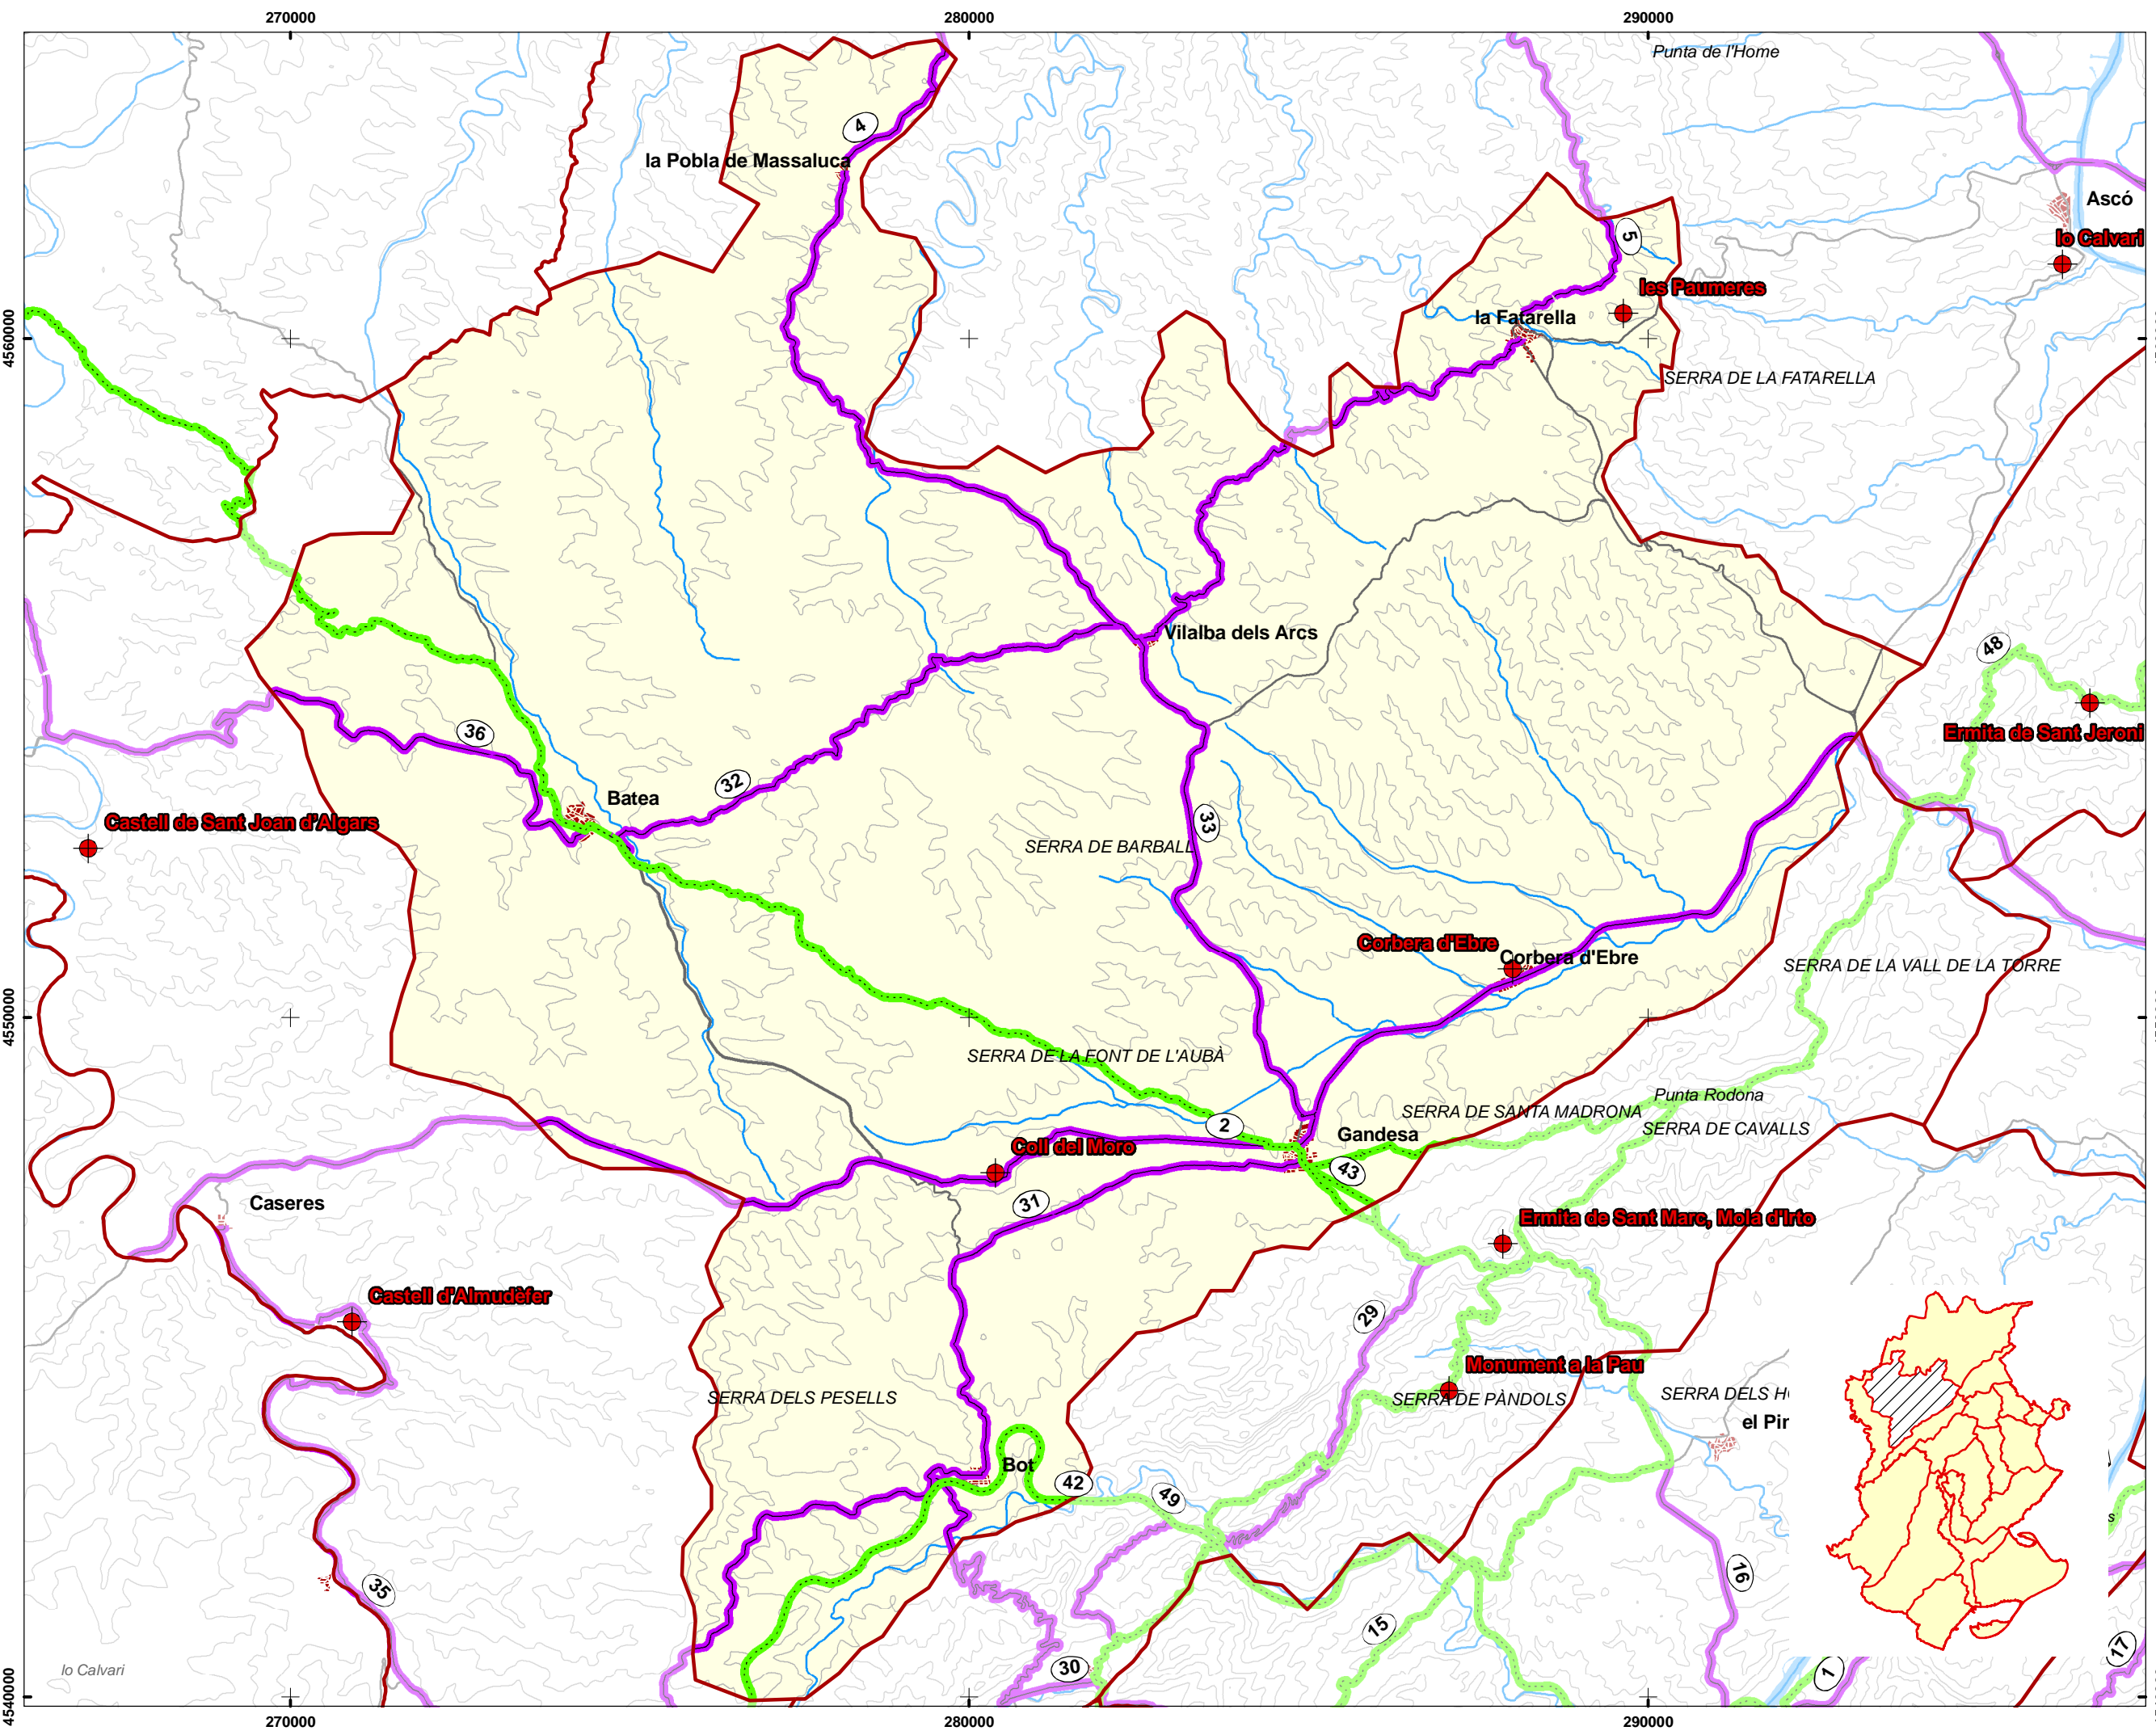 270000
280000
290000
Punta de l'Home
4
la Pobla de Massaluca
Ascó
5
lo Calvari
les Paumeres
la Fatarella
4560000
SERRA DE LA FATARELLA
Vilalba dels Arcs
48
36
Ermita de Sant Jeroni
32
Batea
Castell de Sant Joan d'Algars
33
SERRA DE BARBALL
Corbera d'Ebre
Corbera d'Ebre
SERRA DE LA VALL DE LA TORRE
4550000
SERRA DE LA FONT DE L'AUBÀ
Punta Rodona
SERRA DE SANTA MADRONA
2
SERRA DE CAVALLS
Gandesa
Coll del Moro
43
Caseres
31
Ermita de Sant Marc, Mola d'Irto
Castell d'Almudèfer
29
Monument a la Pau
SERRA DELS PESELLS
SERRA DE PÀNDOLS
SERRA DELS H
el Pir
Bot
42
49
35
16
15
17
lo Calvari
30
1
s
4540000
270000
280000
290000